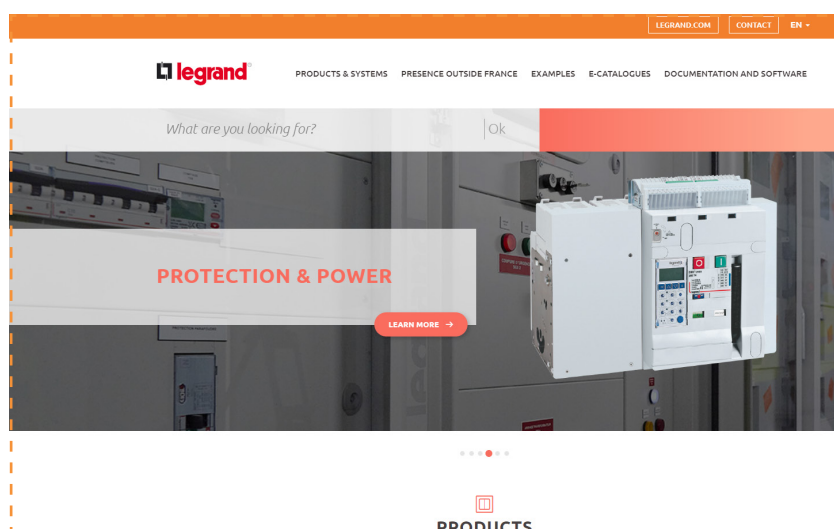 LEGRAND.COM CONTACT EN
legrand®
PRODUCTS & SYSTEMS PRESENCE OUTSIDE FRANCE EXAMPLES E-CATALOGUES DOCUMENTATION AND SOFTWARE
What are you looking for? Ok
PROTECTION & POWER
LEARN MORE →
PRODUCTS